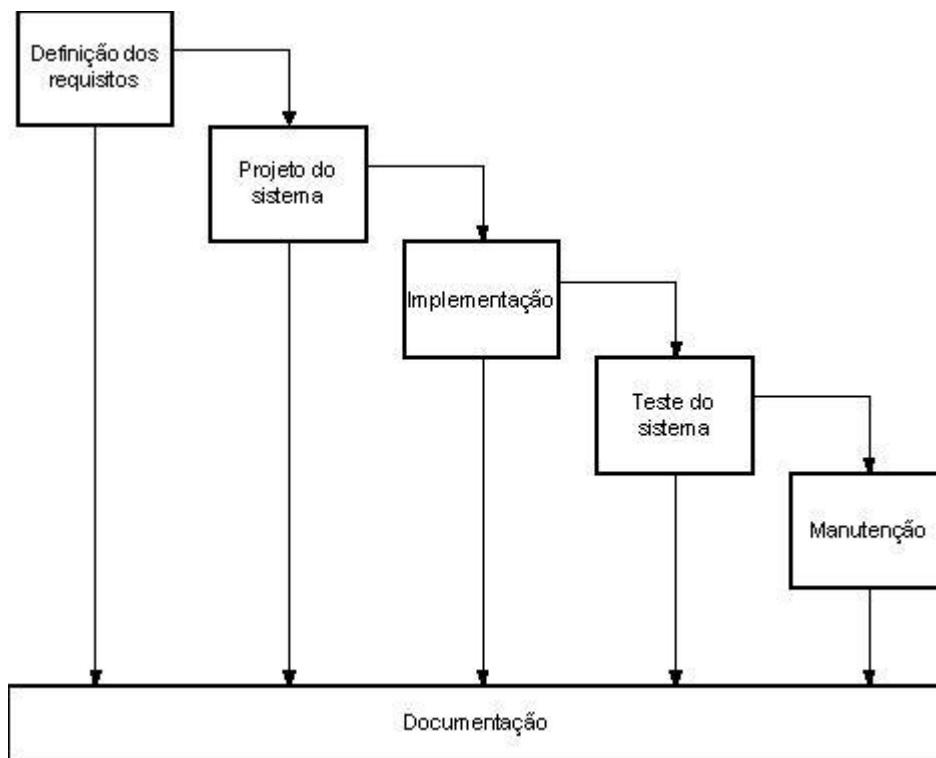 Definição dos
requisitos
Projeto do
sistema
Implementação
Teste do
sistema
Manutenção
Documentação